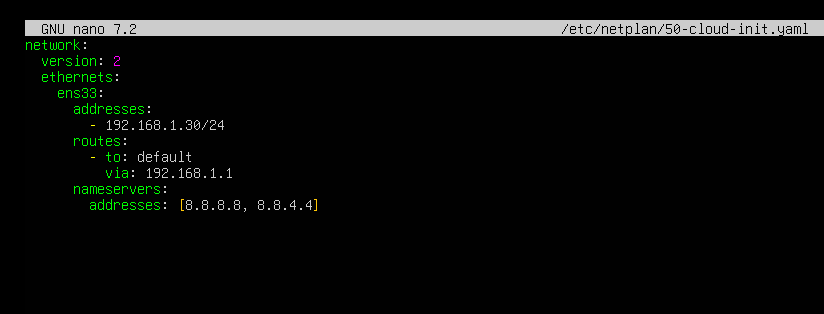 GNU nano 7.2 /etc/netplan/50-cloud-init.yaml
network:
  version: 2
  ethernets:
    ens33:
      addresses:
        - 192.168.1.30/24
      routes:
        - to: default
          via: 192.168.1.1
      nameservers:
        addresses: [8.8.8.8, 8.8.4.4]